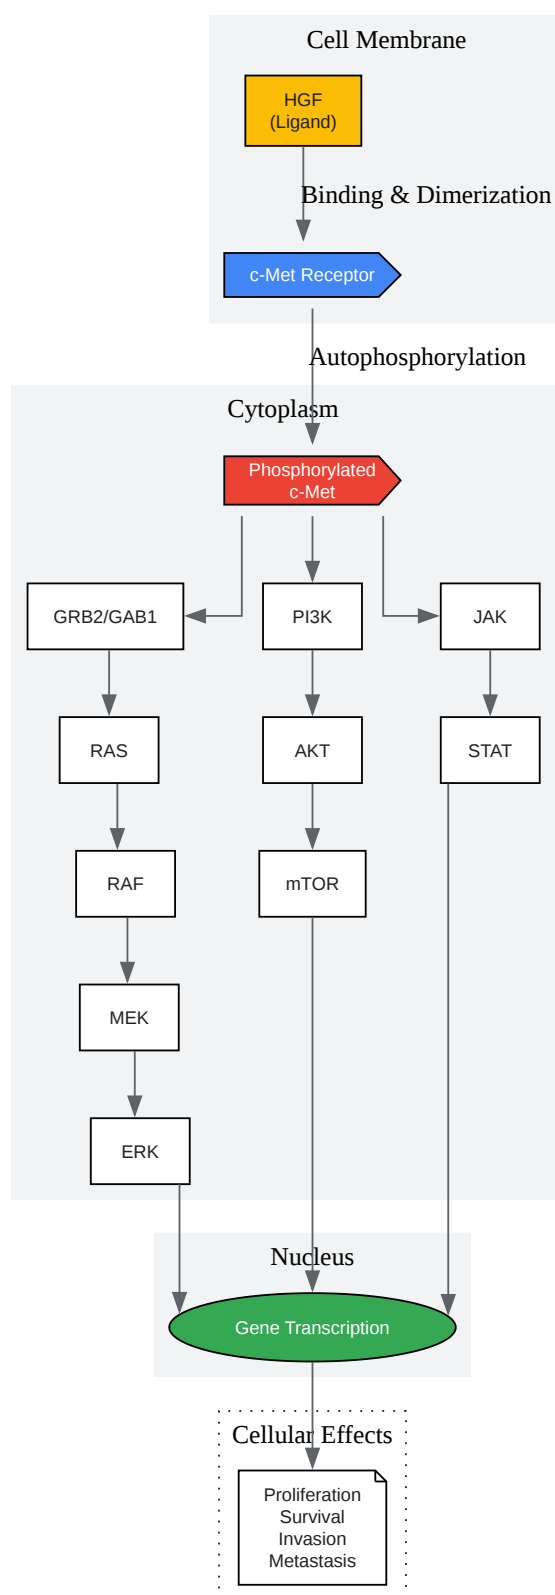 Cell Membrane
HGF
(Ligand)
Binding & Dimerization
c-Met Receptor
Autophosphorylation
Cytoplasm
Phosphorylated
c-Met
GRB2/GAB1
PI3K
JAK
RAS
AKT
STAT
RAF
mTOR
MEK
ERK
Nucleus
Gene Transcription
Cellular Effects
Proliferation
Survival
Invasion
Metastasis